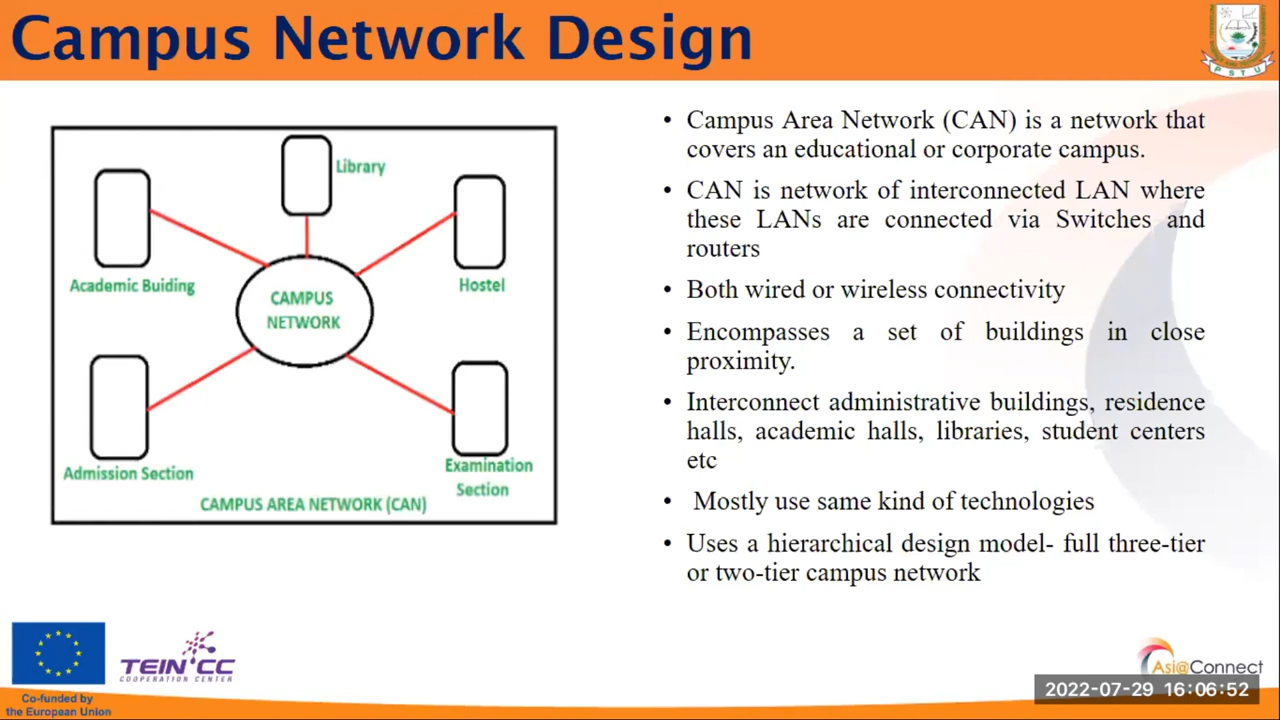 Campus Network Design
PSTU
Library
Academic Buiding
CAMPUS
NETWORK
Hostel
Admission Section
Examination
Section
CAMPUS AREA NETWORK (CAN)
• Campus Area Network (CAN) is a network that
covers an educational or corporate campus.
• CAN is network of interconnected LAN where
these LANs are connected via Switches and
routers
• Both wired or wireless connectivity
• Encompasses a set of buildings in close
proximity.
• Interconnect administrative buildings, residence
halls, academic halls, libraries, student centers
etc
• Mostly use same kind of technologies
• Uses a hierarchical design model- full three-tier
or two-tier campus network
Co-funded by
the European Union
TEIN*CC
COOPERATION CENTER
Asi@Connect
2022-07-29 16:06:52